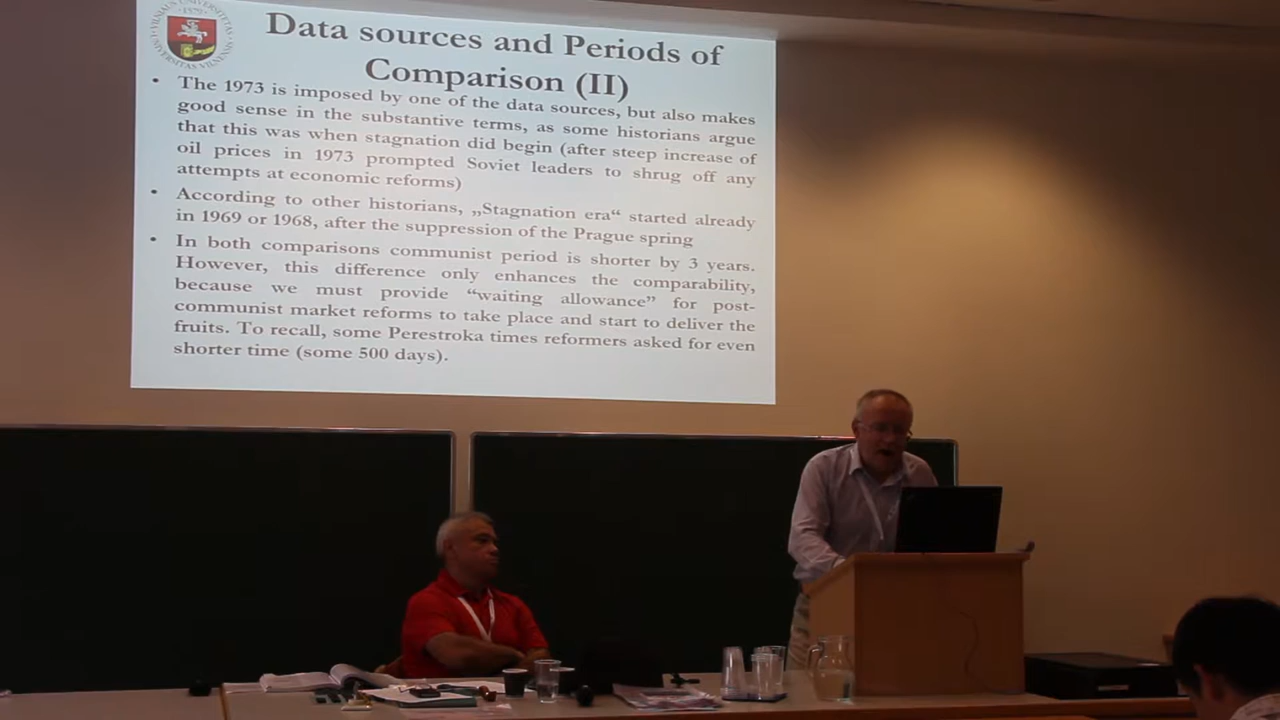 Data sources and Periods of
Comparison (II)
• The 1973 is imposed by one of the data sources, but also makes
good sense in the substantive terms, as some historians argue
that this was when stagnation did begin (after steep increase of
oil prices in 1973 prompted Soviet leaders to shrug off any
attempts at economic reforms)
• According to other historians, „Stagnation era“ started already
in 1969 or 1968, after the suppression of the Prague spring
• In both comparisons communist period is shorter by 3 years.
However, this difference only enhances the comparability,
because we must provide “waiting allowance” for post-
communist market reforms to take place and start to deliver the
fruits. To recall, some Perestroka times reformers asked for even
shorter time (some 500 days).